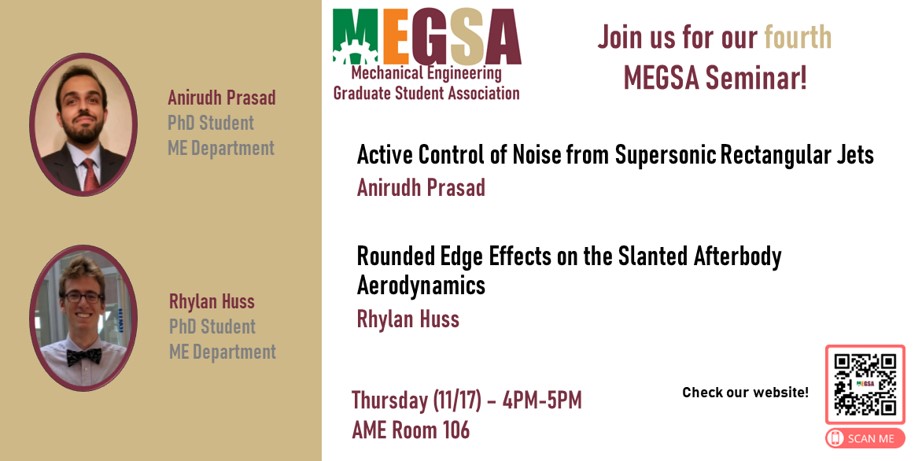 Anirudh Prasad
PhD Student
ME Department
Rhylan Huss
PhD Student
ME Department
MEGSA
Mechanical Engineering
Graduate Student Association
Join us for our fourth
MEGSA Seminar!
Active Control of Noise from Supersonic Rectangular Jets
Anirudh Prasad
Rounded Edge Effects on the Slanted Afterbody
Aerodynamics
Rhylan Huss
Thursday (11/17) – 4PM-5PM
AME Room 106
Check our website!
MEGSA
SCAN ME